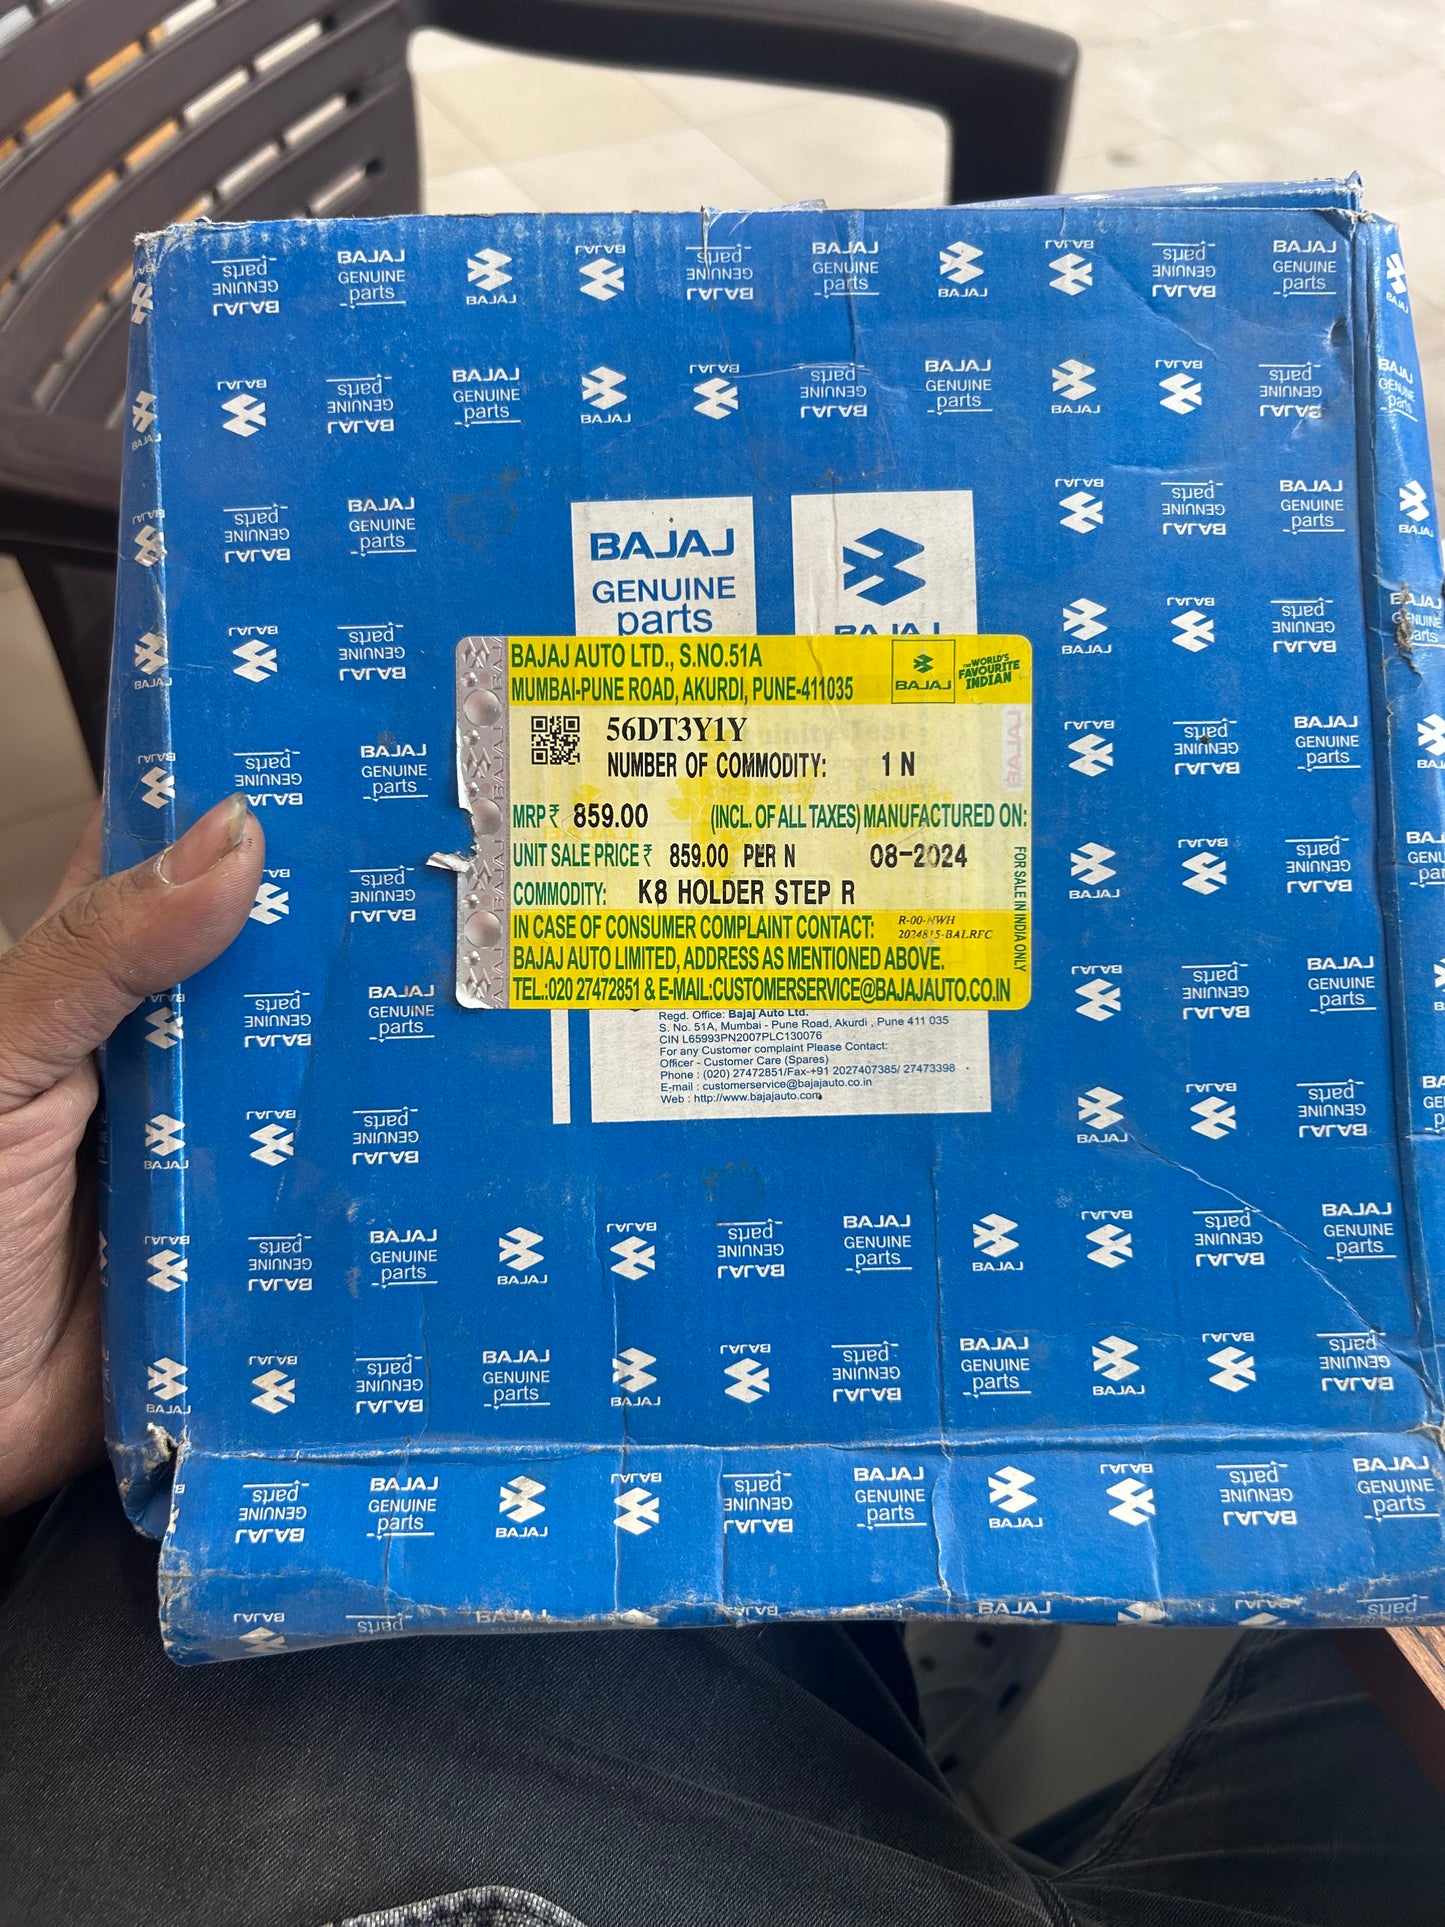 BAJAJ
GENUINE
parts
BAJAJ
BAJAJ AUTO LTD., S.NO.51A
MUMBAI-PUNE ROAD, AKURDI, PUNE-411035
BAJAJ
THE WORLD'S
FAVOURITE
INDIAN
56DT3Y1Y
NUMBER OF COMMODITY: 1 N
MRP ₹ 859.00 (INCL. OF ALL TAXES) MANUFACTURED ON:
UNIT SALE PRICE ₹ 859.00 PER N 08-2024
COMMODITY: K8 HOLDER STEP R
FOR SALE IN INDIA ONLY
IN CASE OF CONSUMER COMPLAINT CONTACT:
R-00-NWH
2024815-BALRFC
BAJAJ AUTO LIMITED, ADDRESS AS MENTIONED ABOVE.
TEL.:020 27472851 & E-MAIL:CUSTOMERSERVICE@BAJAJAUTO.CO.IN
Regd. Office: Bajaj Auto Ltd.
S. No. 51A, Mumbai - Pune Road, Akurdi , Pune 411 035
CIN L65993PN2007PLC130076
For any Customer complaint Please Contact:
Officer - Customer Care (Spares)
Phone : (020) 27472851/Fax-+91 2027407385/ 27473398
E-mail : customerservice@bajajauto.co.in
Web : http://www.bajajauto.com